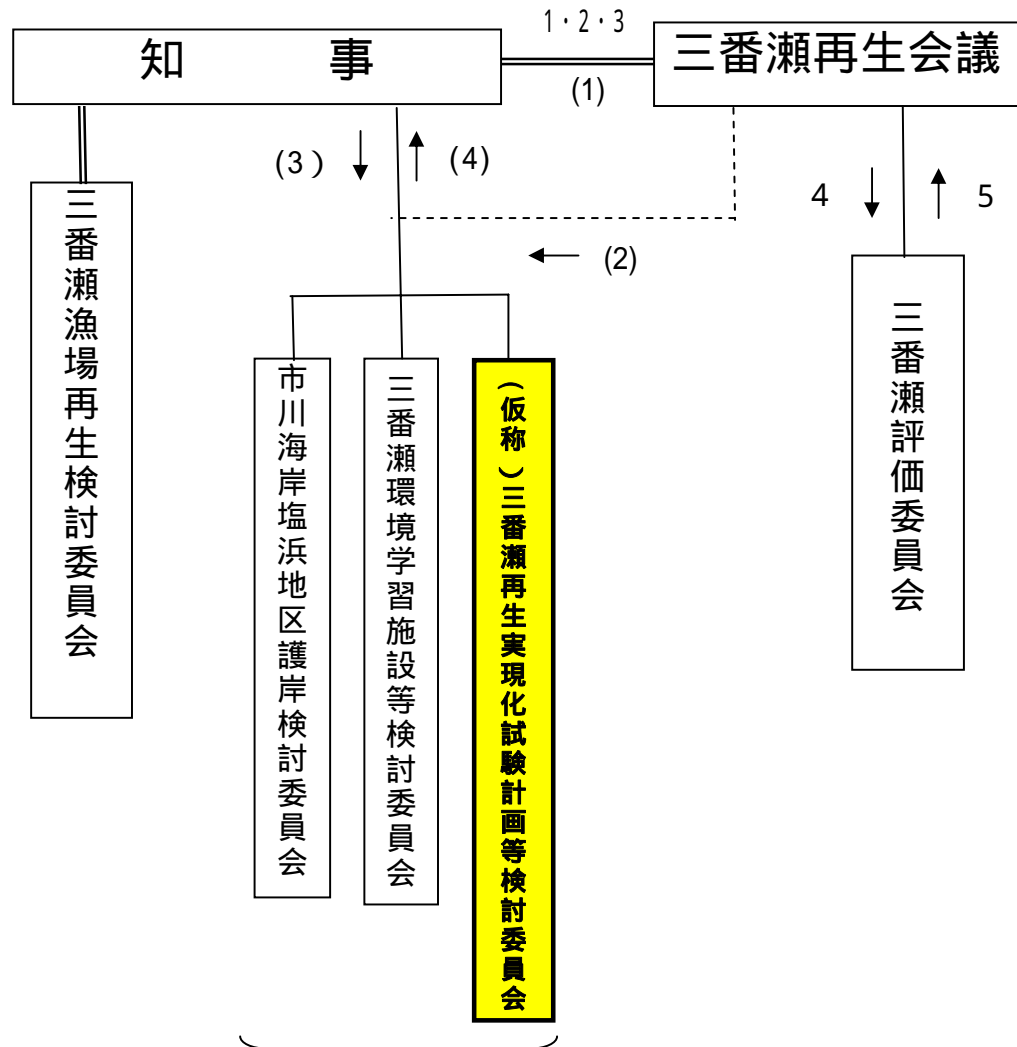 1・2・3
知 事
三番瀬再生会議
(1)
(3) ↓ ↑ (4)
4 ↓ ↑ 5
← (2)
三番瀬漁場再生検討委員会
市川海岸塩浜地区護岸検討委員会
三番瀬環境学習施設等検討委員会
(仮称)三番瀬再生実現化試験計画等検討委員会
三番瀬評価委員会